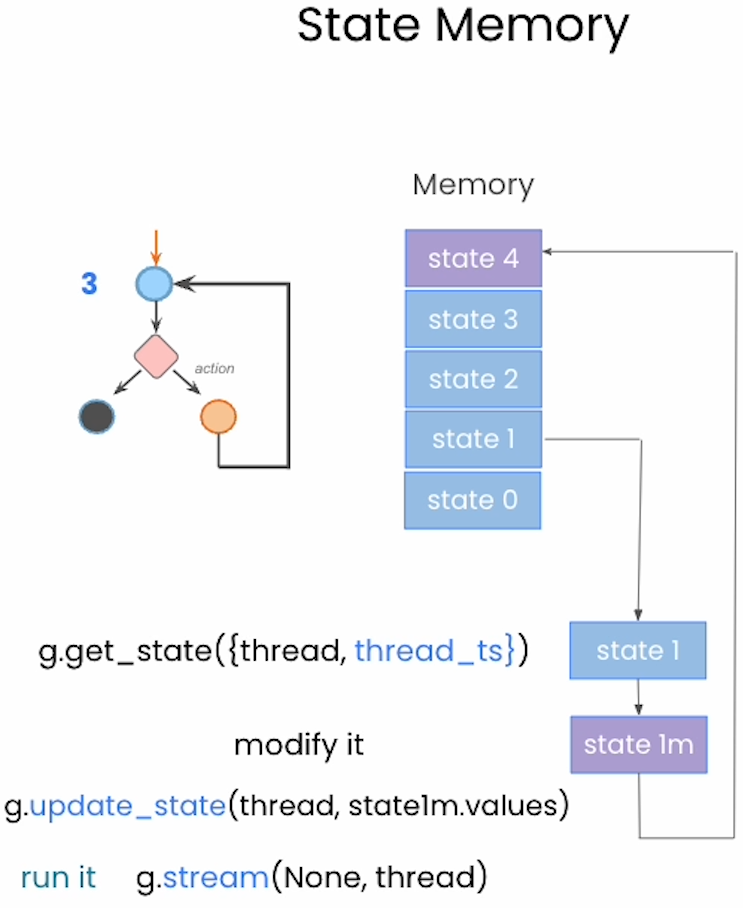 State Memory
Memory
state 4
3
state 3
action
state 2
state 1
state 0
g.get_state({thread, thread_ts})
state 1
modify it
state 1m
g.update_state(thread, state1m.values)
run it g.stream(None, thread)